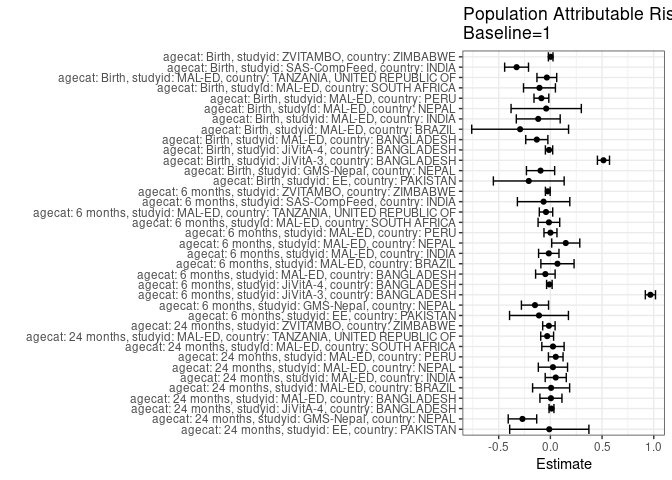 Population Attributable Ris
Baseline=1
agecat: Birth, studyid: ZVITAMBO, country: ZIMBABWE
agecat: Birth, studyid: SAS-CompFeed, country: INDIA
agecat: Birth, studyid: MAL-ED, country: TANZANIA, UNITED REPUBLIC OF
agecat: Birth, studyid: MAL-ED, country: SOUTH AFRICA
agecat: Birth, studyid: MAL-ED, country: PERU
agecat: Birth, studyid: MAL-ED, country: NEPAL
agecat: Birth, studyid: MAL-ED, country: INDIA
agecat: Birth, studyid: MAL-ED, country: BRAZIL
agecat: Birth, studyid: MAL-ED, country: BANGLADESH
agecat: Birth, studyid: JiVitA-4, country: BANGLADESH
agecat: Birth, studyid: JiVitA-3, country: BANGLADESH
agecat: Birth, studyid: GMS-Nepal, country: NEPAL
agecat: Birth, studyid: EE, country: PAKISTAN
agecat: 6 months, studyid: ZVITAMBO, country: ZIMBABWE
agecat: 6 months, studyid: SAS-CompFeed, country: INDIA
agecat: 6 months, studyid: MAL-ED, country: TANZANIA, UNITED REPUBLIC OF
agecat: 6 months, studyid: MAL-ED, country: SOUTH AFRICA
agecat: 6 months, studyid: MAL-ED, country: PERU
agecat: 6 months, studyid: MAL-ED, country: NEPAL
agecat: 6 months, studyid: MAL-ED, country: INDIA
agecat: 6 months, studyid: MAL-ED, country: BRAZIL
agecat: 6 months, studyid: MAL-ED, country: BANGLADESH
agecat: 6 months, studyid: JiVitA-4, country: BANGLADESH
agecat: 6 months, studyid: JiVitA-3, country: BANGLADESH
agecat: 6 months, studyid: GMS-Nepal, country: NEPAL
agecat: 6 months, studyid: EE, country: PAKISTAN
agecat: 24 months, studyid: ZVITAMBO, country: ZIMBABWE
agecat: 24 months, studyid: MAL-ED, country: TANZANIA, UNITED REPUBLIC OF
agecat: 24 months, studyid: MAL-ED, country: SOUTH AFRICA
agecat: 24 months, studyid: MAL-ED, country: PERU
agecat: 24 months, studyid: MAL-ED, country: NEPAL
agecat: 24 months, studyid: MAL-ED, country: INDIA
agecat: 24 months, studyid: MAL-ED, country: BRAZIL
agecat: 24 months, studyid: MAL-ED, country: BANGLADESH
agecat: 24 months, studyid: JiVitA-4, country: BANGLADESH
agecat: 24 months, studyid: GMS-Nepal, country: NEPAL
agecat: 24 months, studyid: EE, country: PAKISTAN
-0.5 0.0 0.5 1.0
Estimate